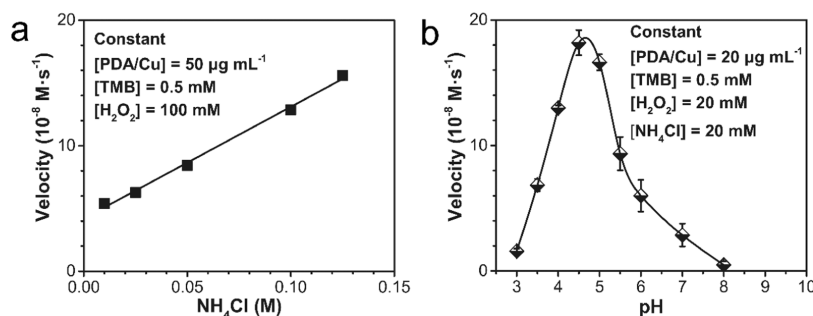 a
Constant
[PDA/Cu] = 50 μg mL⁻¹
[TMB] = 0.5 mM
[H₂O₂] = 100 mM
Velocity (10⁻⁸ M·s⁻¹)
20
10
0
0.00 0.05 0.10 0.15
NH₄Cl (M)
b
Constant
[PDA/Cu] = 20 μg mL⁻¹
[TMB] = 0.5 mM
[H₂O₂] = 20 mM
[NH₄Cl] = 20 mM
Velocity (10⁻⁸ M·s⁻¹)
20
10
0
3 4 5 6 7 8 9 10
pH